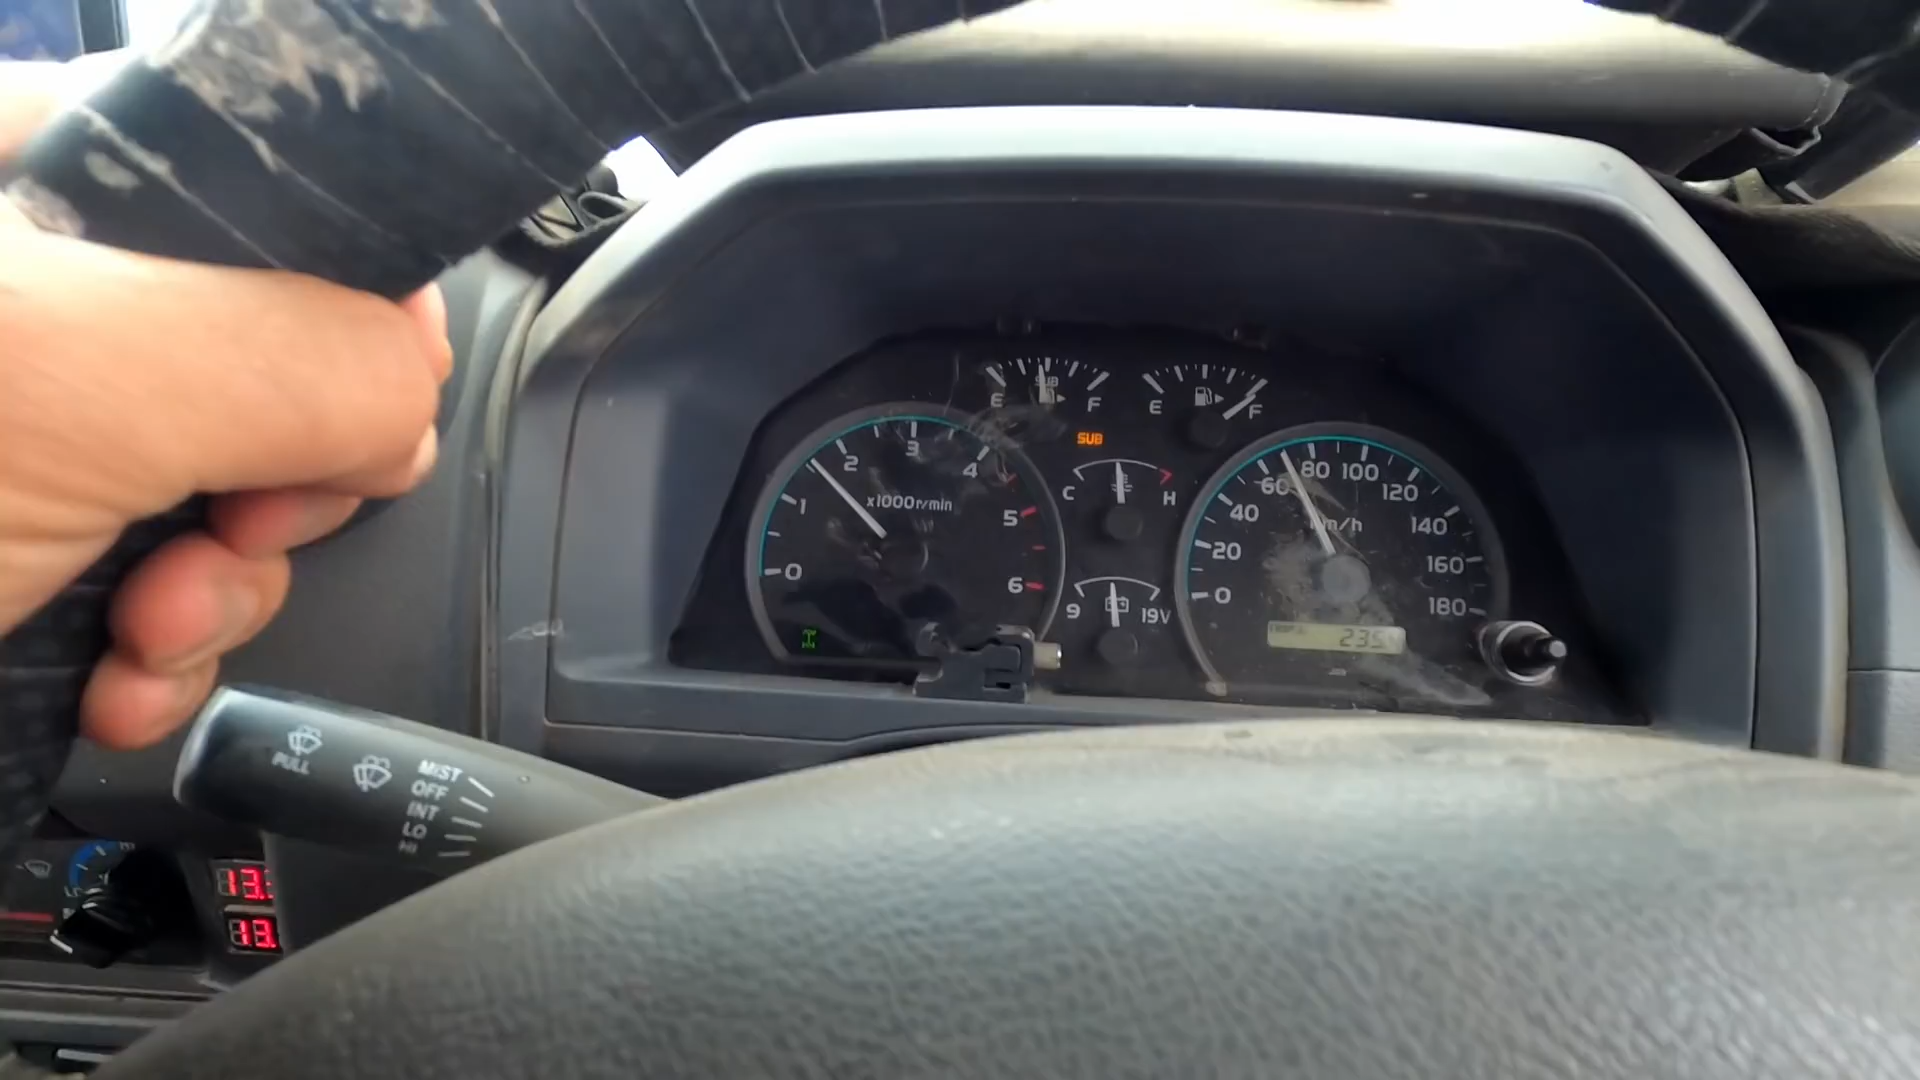 SUB
E F
E F
SUB
0 1 2 3 4 5 6
x1000r/min
C H
9 19V
0 20 40 60 80 100 120 140 160 180
km/h
PULL
MIST
OFF
INT
LO
HI
13.
13.